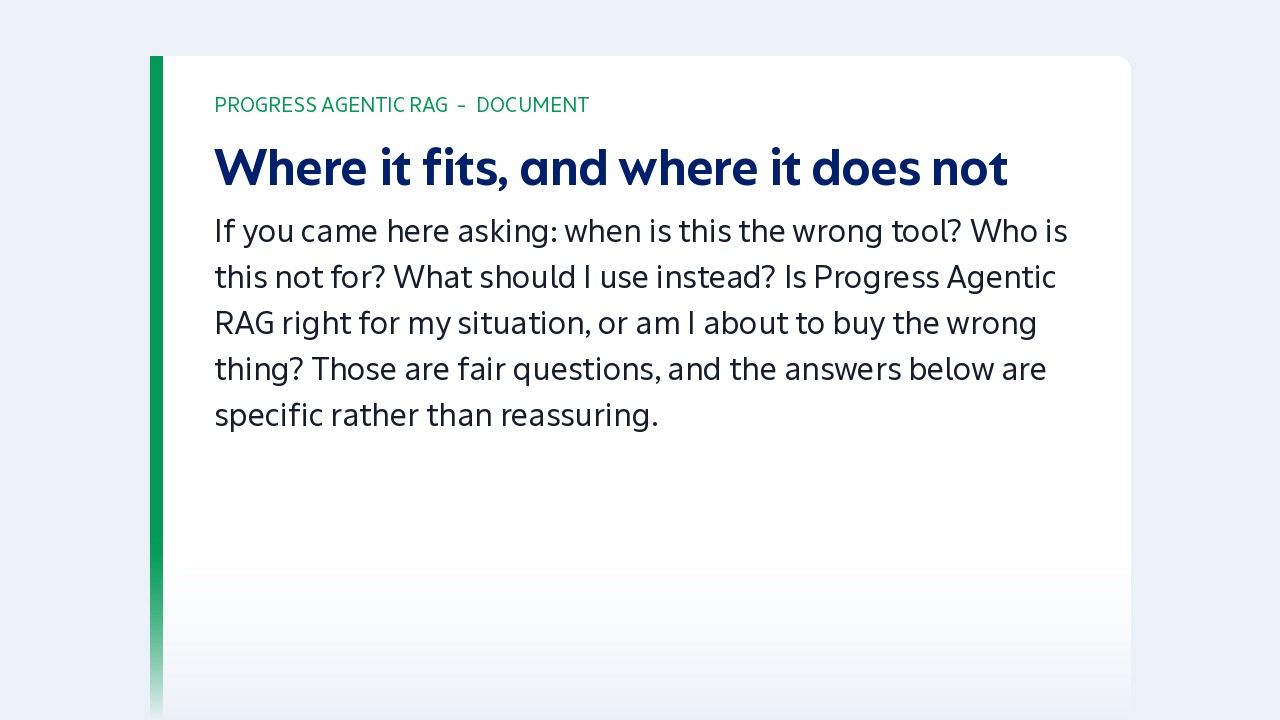 PROGRESS AGENTIC RAG – DOCUMENT
Where it fits, and where it does not
If you came here asking: when is this the wrong tool? Who is
this not for? What should I use instead? Is Progress Agentic
RAG right for my situation, or am I about to buy the wrong
thing? Those are fair questions, and the answers below are
specific rather than reassuring.